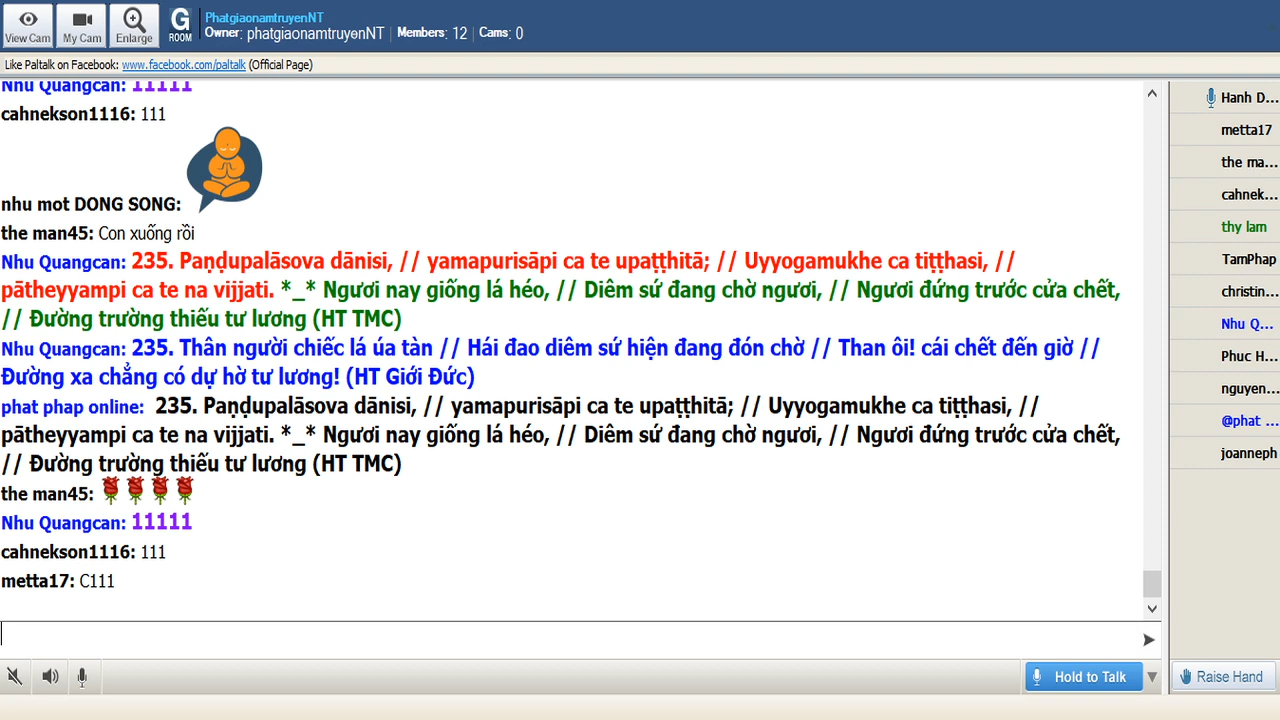 PhatgiaonamtruyenNT
View Cam
My Cam
Enlarge
G
ROOM
Owner: phatgiaonamtruyenNT | Members: 12 | Cams: 0
Like Paltalk on Facebook: www.facebook.com/paltalk (Official Page)
Nhu Quangcan: 11111
cahnekson1116: 111
nhu mot DONG SONG:
the man45: Con xuống rồi
Nhu Quangcan: 235. Paṇḍupalāsova dānisi, // yamapurisāpi ca te upaṭṭhitā; // Uyyogamukhe ca tiṭṭhasi, //
pātheyyampi ca te na vijjati. *_* Ngươi nay giống lá héo, // Diêm sứ đang chờ ngươi, // Ngươi đứng trước cửa chết,
// Đường trường thiếu tư lương (HT TMC)
Nhu Quangcan: 235. Thân người chiếc lá úa tàn // Hái đao diêm sứ hiện đang đón chờ // Than ôi! cái chết đến giờ //
Đường xa chẳng có dự hờ tư lương! (HT Giới Đức)
phat phap online: 235. Paṇḍupalāsova dānisi, // yamapurisāpi ca te upaṭṭhitā; // Uyyogamukhe ca tiṭṭhasi, //
pātheyyampi ca te na vijjati. *_* Ngươi nay giống lá héo, // Diêm sứ đang chờ ngươi, // Ngươi đứng trước cửa chết,
// Đường trường thiếu tư lương (HT TMC)
the man45:
Nhu Quangcan: 11111
cahnekson1116: 111
metta17: C111
Hanh D...
metta17
the ma...
cahnek...
thy lam
TamPhap
christin...
Nhu Q...
Phuc H...
nguyen...
@phat ...
joanneph
Hold to Talk
Raise Hand